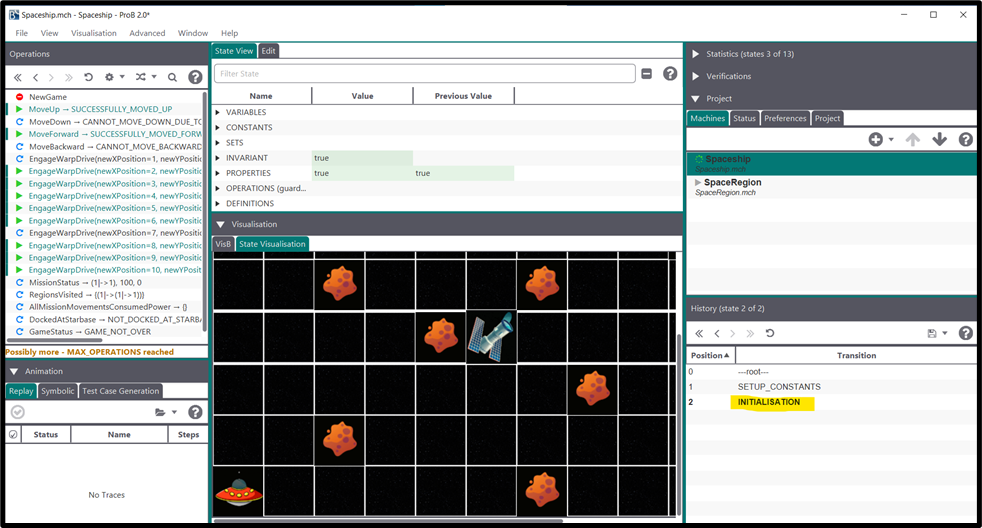 Spaceship.mch - Spaceship - ProB 2.0*
File View Visualisation Advanced Window Help
Operations
NewGame
MoveUp → SUCCESSFULLY_MOVED_UP
MoveDown → CANNOT_MOVE_DOWN_DUE_TO
MoveForward → SUCCESSFULLY_MOVED_FORW
MoveBackward → CANNOT_MOVE_BACKWARD
EngageWarpDrive(newXPosition=1, newYPositi
EngageWarpDrive(newXPosition=2, newYPositi
EngageWarpDrive(newXPosition=3, newYPositi
EngageWarpDrive(newXPosition=4, newYPositi
EngageWarpDrive(newXPosition=5, newYPositi
EngageWarpDrive(newXPosition=6, newYPositi
EngageWarpDrive(newXPosition=7, newYPositi
EngageWarpDrive(newXPosition=8, newYPositi
EngageWarpDrive(newXPosition=9, newYPositi
EngageWarpDrive(newXPosition=10, newYPositi
MissionStatus → (1|->1), 100, 0
RegionsVisited → {(1|->(1|->1))}
AllMissionMovementsConsumedPower → {}
DockedAtStarbase → NOT_DOCKED_AT_STARBA
GameStatus → GAME_NOT_OVER
Possibly more - MAX_OPERATIONS reached
Animation
Replay Symbolic Test Case Generation
Status Name Steps
No Traces
State View Edit
Filter State
Name Value Previous Value
VARIABLES
CONSTANTS
SETS
INVARIANT true
PROPERTIES true true
OPERATIONS (guard...
DEFINITIONS
Visualisation
VisB State Visualisation
Statistics (states 3 of 13)
Verifications
Project
Machines Status Preferences Project
Spaceship
Spaceship.mch
SpaceRegion
SpaceRegion.mch
History (state 2 of 2)
Position Transition
0 ---root---
1 SETUP_CONSTANTS
2 INITIALISATION